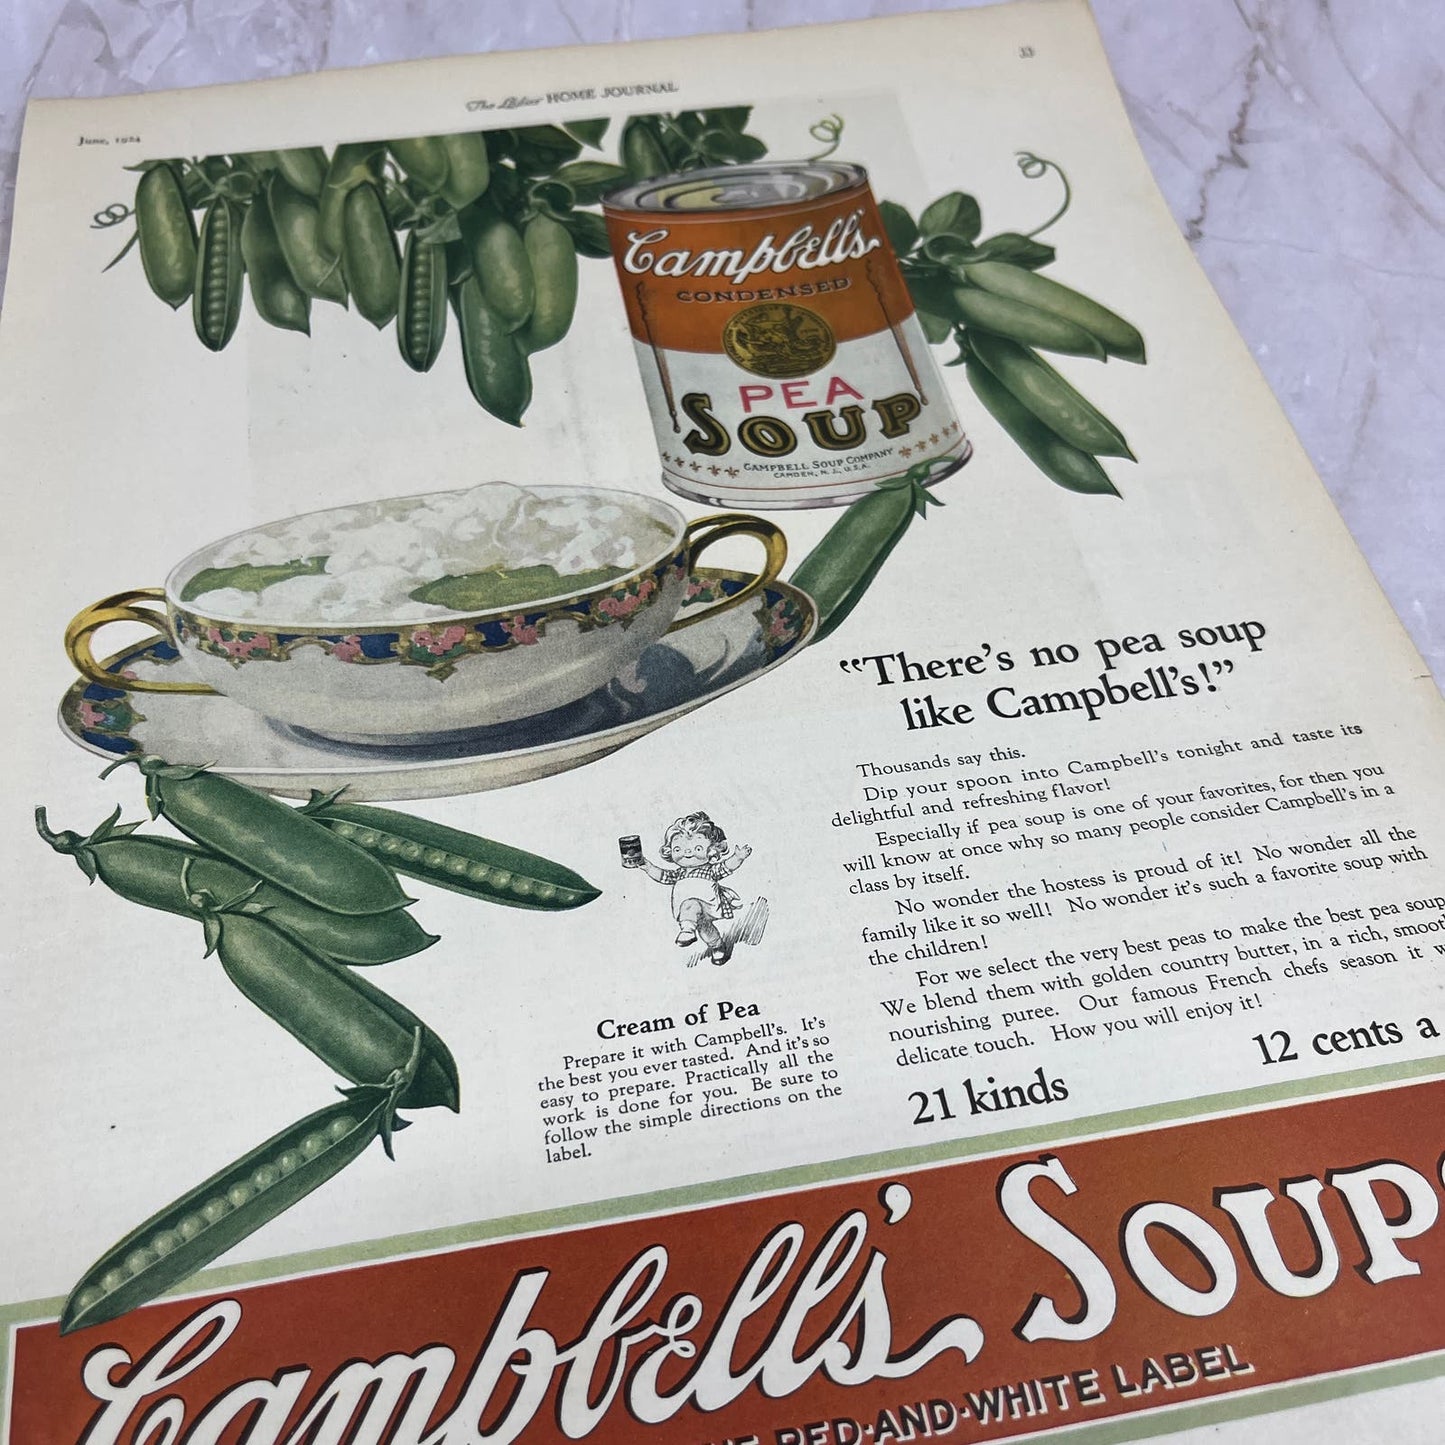 June, 1924
The Ladies' HOME JOURNAL
33
Campbell's
CONDENSED
PEA
SOUP
CAMPBELL SOUP COMPANY
CAMDEN, N. J., U.S.A.
"There's no pea soup
like Campbell's!"
Thousands say this.
Dip your spoon into Campbell's tonight and taste its
delightful and refreshing flavor!
Especially if pea soup is one of your favorites, for then you
will know at once why so many people consider Campbell's in a
class by itself.
No wonder the hostess is proud of it! No wonder all the
family like it so well! No wonder it's such a favorite soup with
the children!
For we select the very best peas to make the best pea soup
We blend them with golden country butter, in a rich, smoot
nourishing puree. Our famous French chefs season it w
delicate touch. How you will enjoy it!
21 kinds
12 cents a
Cream of Pea
Prepare it with Campbell's. It's
the best you ever tasted. And it's so
easy to prepare. Practically all the
work is done for you. Be sure to
follow the simple directions on the
label.
Campbell's SOUP
RED-AND-WHITE LABEL